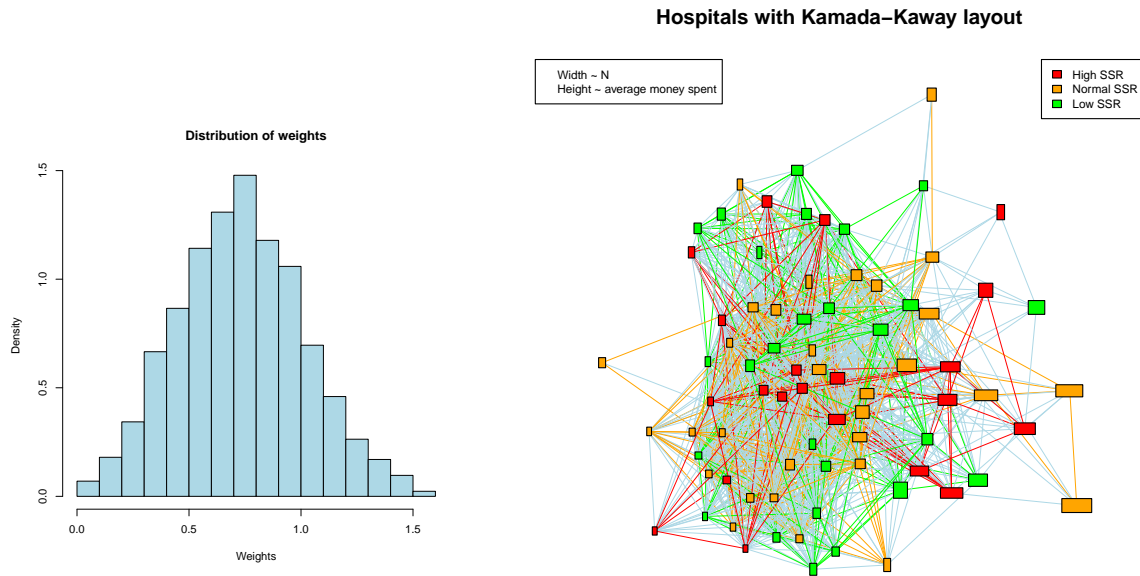 Distribution of weights
Density
0.0
0.5
1.0
1.5
0.0
0.5
1.0
1.5
Weights
Hospitals with Kamada−Kaway layout
Width ~ N
Height ~ average money spent
High SSR
Normal SSR
Low SSR